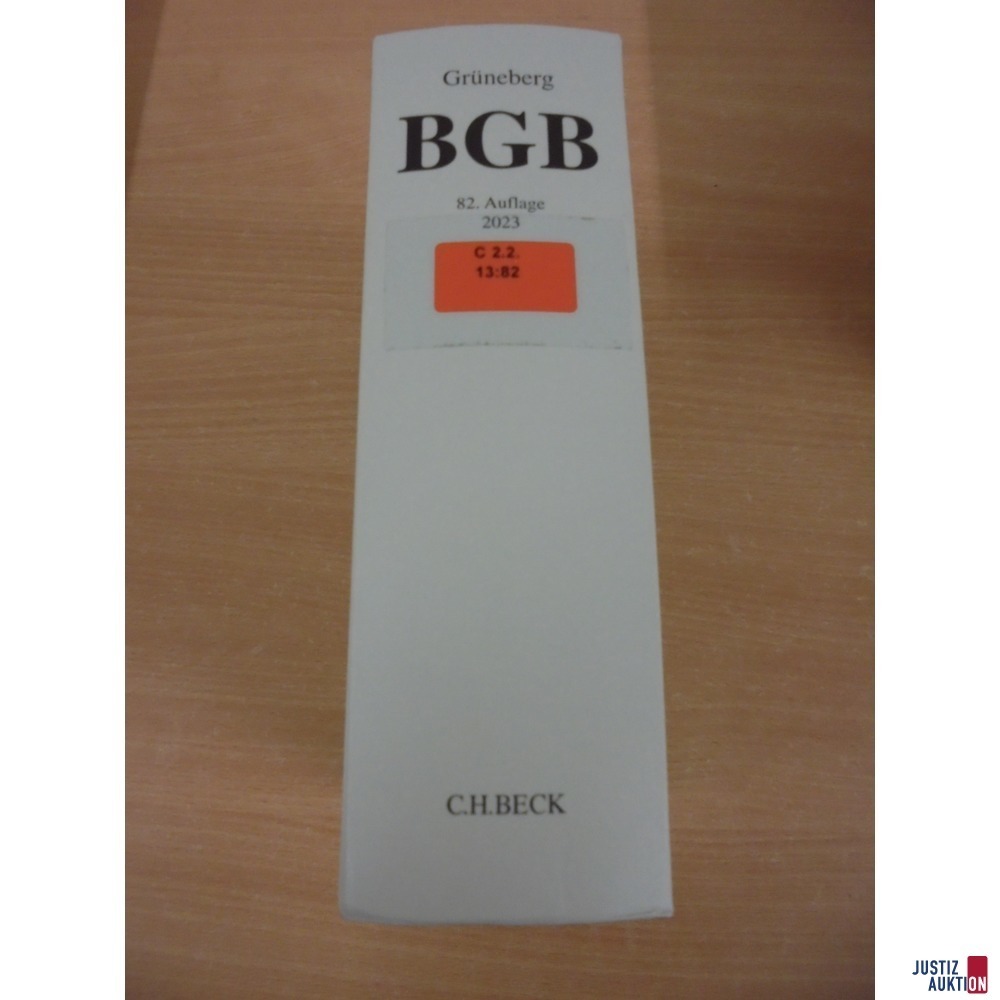 Grüneberg
BGB
82. Auflage
2023
C 2.2.
13:82
C.H.BECK
JUSTIZ
AUKTION